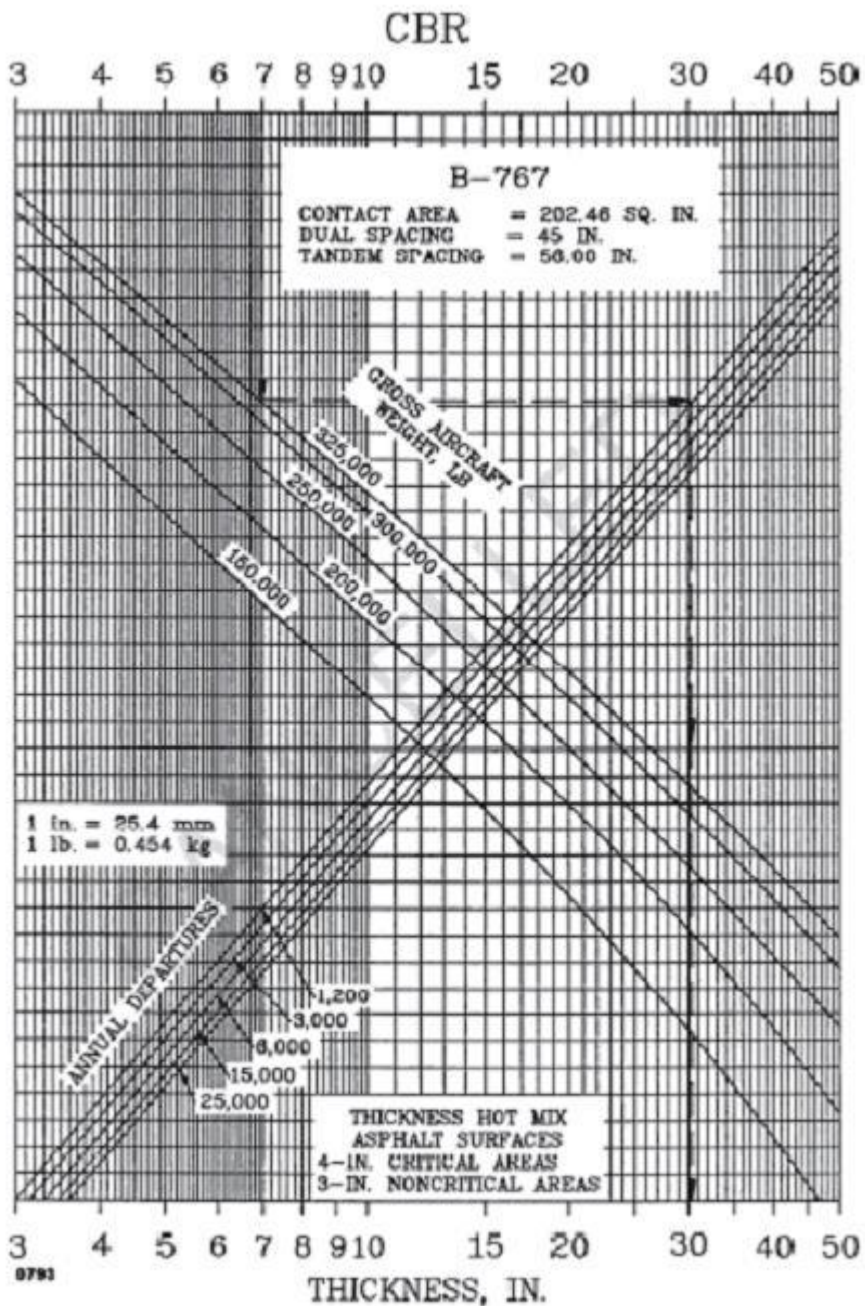 CBR
3 4 5 6 7 8 9 10 15 20 30 40 50
B-767
CONTACT AREA = 202.46 SQ. IN.
DUAL SPACING = 45 IN.
TANDEM SPACING = 56.00 IN.
GROSS AIRCRAFT
WEIGHT, LB
325,000
300,000
250,000
200,000
150,000
1 in. = 25.4 mm
1 lb. = 0.454 kg
ANNUAL DEPARTURES
1,200
3,000
6,000
15,000
25,000
THICKNESS HOT MIX
ASPHALT SURFACES
4-IN. CRITICAL AREAS
3-IN. NONCRITICAL AREAS
3 4 5 6 7 8 9 10 15 20 30 40 50
0793
THICKNESS, IN.